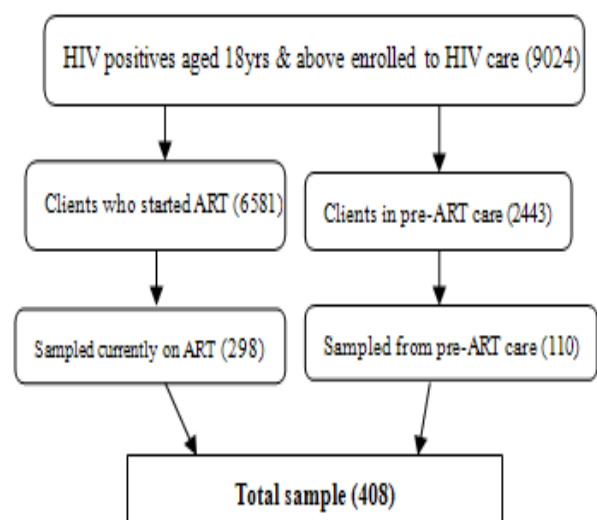 HIV positives aged 18yrs & above enrolled to HIV care (9024)
Clients who started ART (6581)
Clients in pre-ART care (2443)
Sampled currently on ART (298)
Sampled from pre-ART care (110)
Total sample (408)